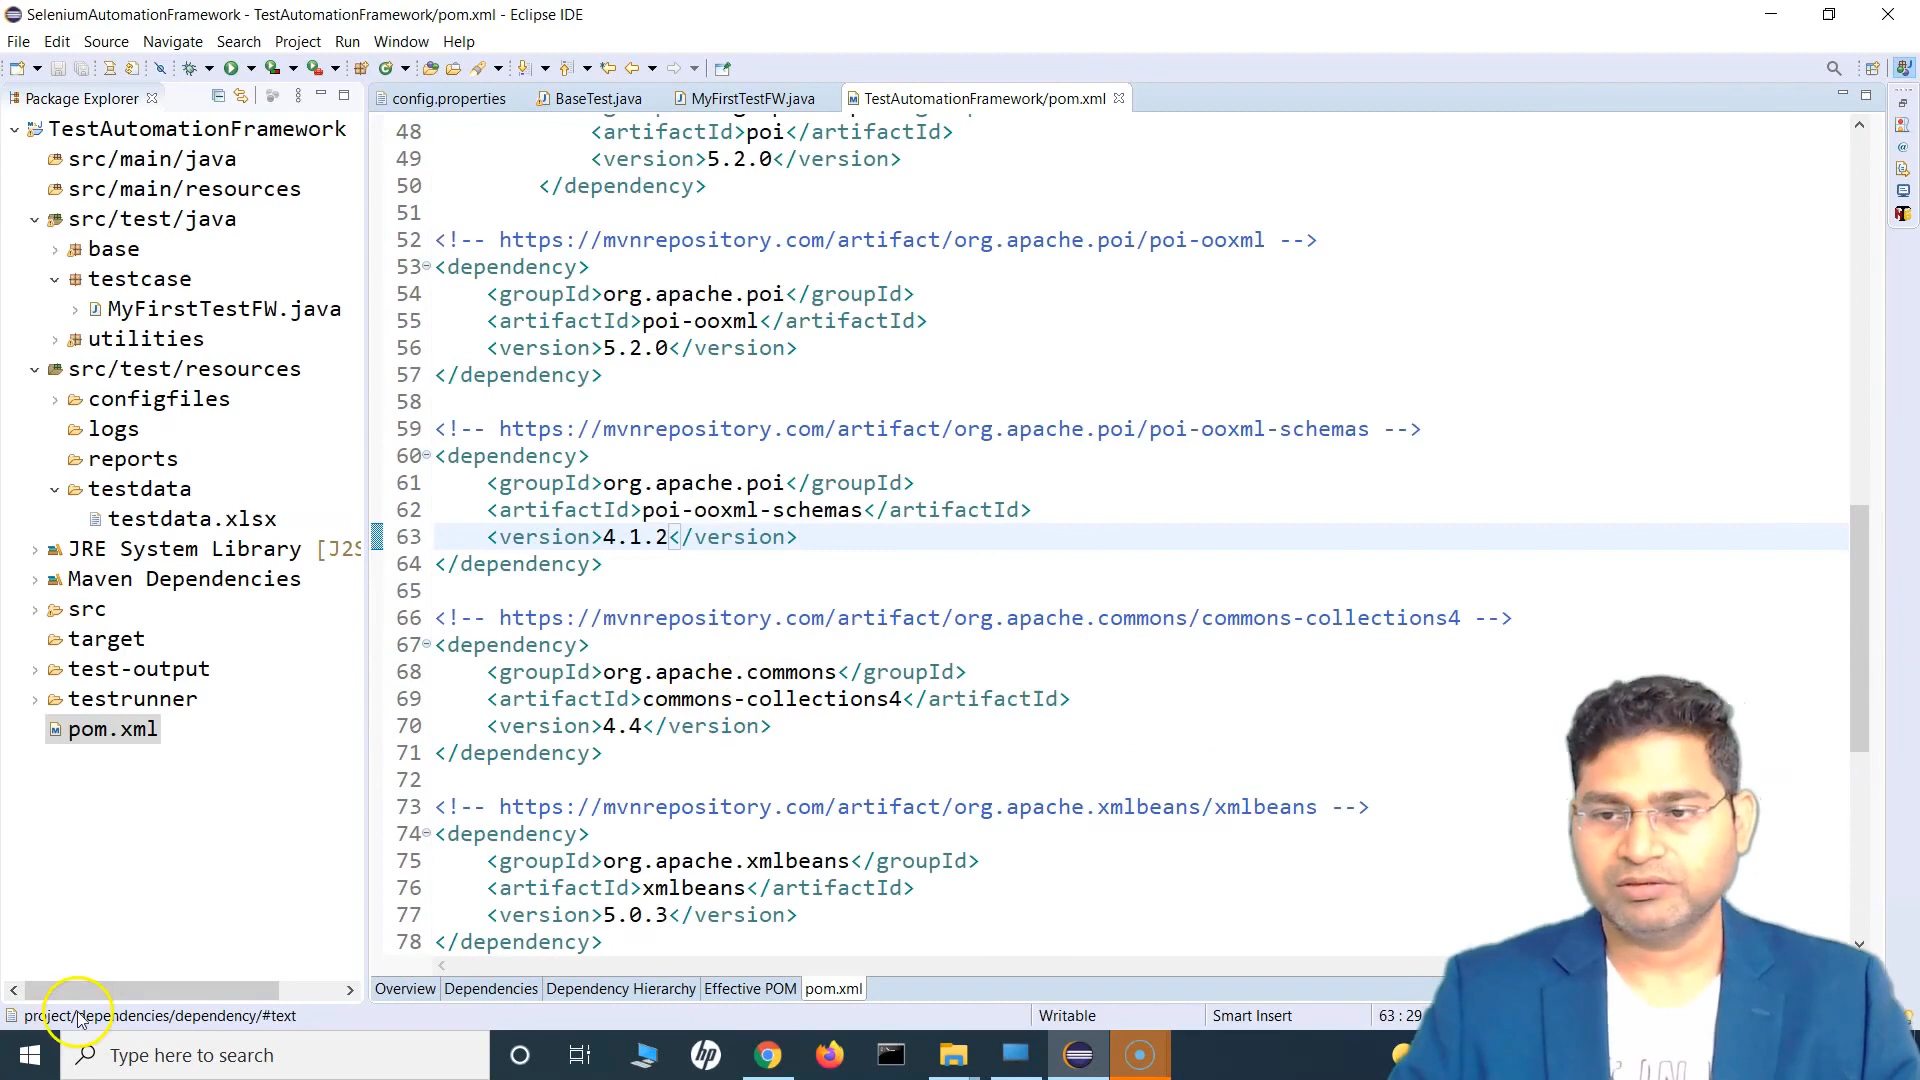 SeleniumAutomationFramework - TestAutomationFramework/pom.xml - Eclipse IDE
File Edit Source Navigate Search Project Run Window Help
Package Explorer
config.properties
BaseTest.java
MyFirstTestFW.java
TestAutomationFramework/pom.xml
TestAutomationFramework
src/main/java
src/main/resources
src/test/java
base
testcase
MyFirstTestFW.java
utilities
src/test/resources
configfiles
logs
reports
testdata
testdata.xlsx
JRE System Library [J2S
Maven Dependencies
src
target
test-output
testrunner
pom.xml
48 <artifactId>poi</artifactId>
49 <version>5.2.0</version>
50 </dependency>
51
52 <!-- https://mvnrepository.com/artifact/org.apache.poi/poi-ooxml -->
53 <dependency>
54 <groupId>org.apache.poi</groupId>
55 <artifactId>poi-ooxml</artifactId>
56 <version>5.2.0</version>
57 </dependency>
58
59 <!-- https://mvnrepository.com/artifact/org.apache.poi/poi-ooxml-schemas -->
60 <dependency>
61 <groupId>org.apache.poi</groupId>
62 <artifactId>poi-ooxml-schemas</artifactId>
63 <version>4.1.2</version>
64 </dependency>
65
66 <!-- https://mvnrepository.com/artifact/org.apache.commons/commons-collections4 -->
67 <dependency>
68 <groupId>org.apache.commons</groupId>
69 <artifactId>commons-collections4</artifactId>
70 <version>4.4</version>
71 </dependency>
72
73 <!-- https://mvnrepository.com/artifact/org.apache.xmlbeans/xmlbeans -->
74 <dependency>
75 <groupId>org.apache.xmlbeans</groupId>
76 <artifactId>xmlbeans</artifactId>
77 <version>5.0.3</version>
78 </dependency>
Overview Dependencies Dependency Hierarchy Effective POM pom.xml
project/dependencies/dependency/#text
Writable
Smart Insert
63 : 29
Type here to search
hp